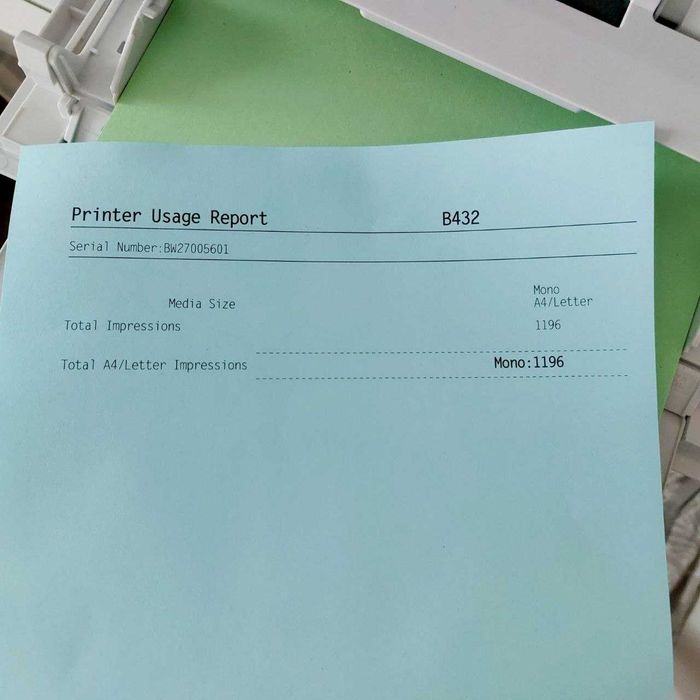 Printer Usage Report B432
Serial Number:BW27005601
Mono
Media Size A4/Letter
Total Impressions 1196
Total A4/Letter Impressions Mono:1196